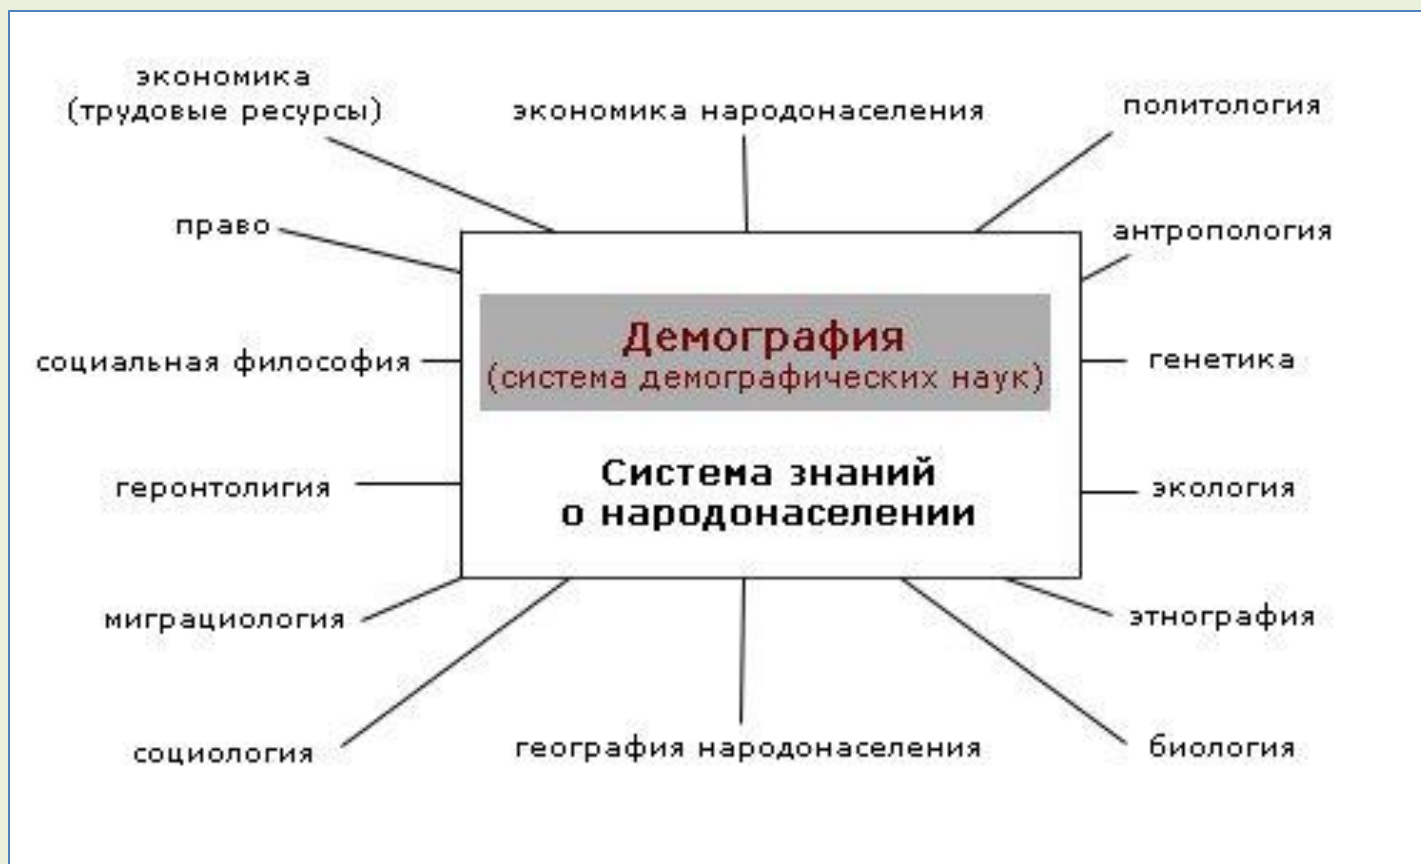 экономика
(трудовые ресурсы)
экономика народонаселения
политология
право
антропология
Демография
(система демографических наук)
социальная философия
генетика
Система знаний
о народонаселении
геронтолигия
экология
миграциология
этнография
социология
география народонаселения
биология